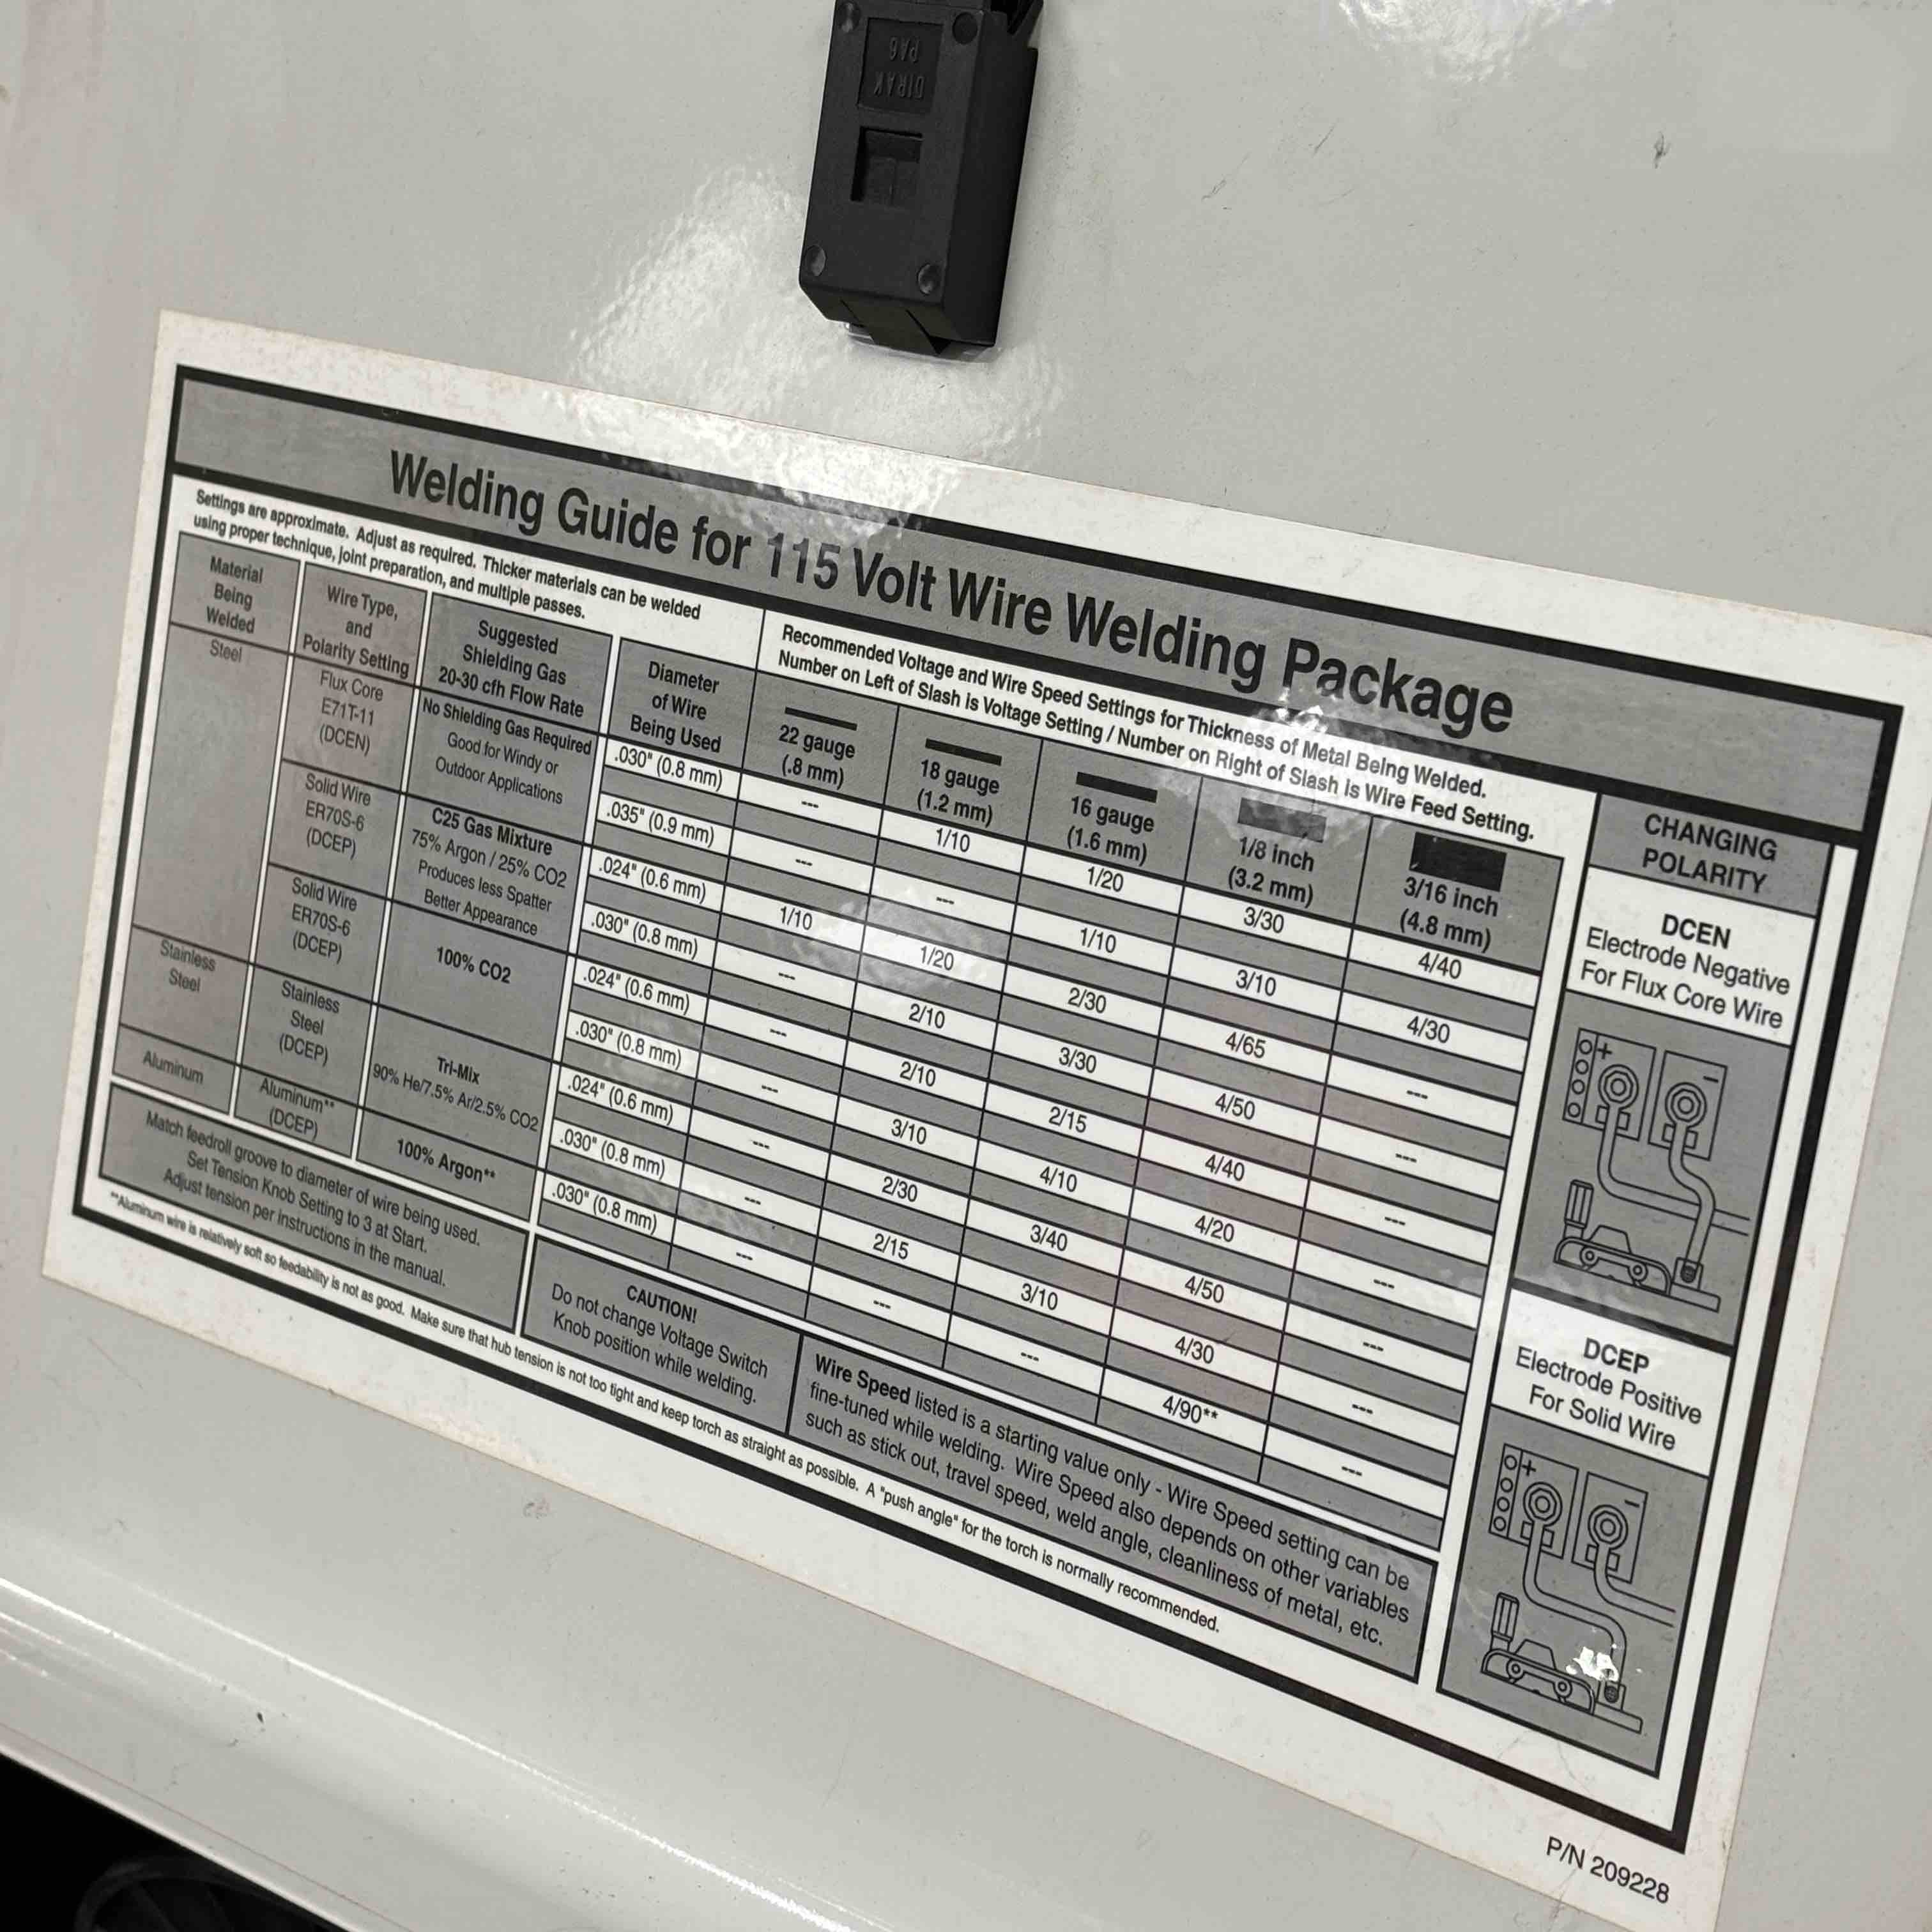 DIRAK
PA6
Welding Guide for 115 Volt Wire Welding Package
Settings are approximate. Adjust as required. Thicker materials can be welded
using proper technique, joint preparation, and multiple passes.
Recommended Voltage and Wire Speed Settings for Thickness of Metal Being Welded.
Number on Left of Slash is Voltage Setting / Number on Right of Slash Is Wire Feed Setting.
Material
Being
Welded
Wire Type,
and
Polarity Setting
Suggested
Shielding Gas
20-30 cfh Flow Rate
Diameter
of Wire
Being Used
22 gauge
(.8 mm)
18 gauge
(1.2 mm)
16 gauge
(1.6 mm)
1/8 inch
(3.2 mm)
3/16 inch
(4.8 mm)
Steel
Flux Core
E71T-11
(DCEN)
No Shielding Gas Required
Good for Windy or
Outdoor Applications
.030" (0.8 mm) --- 1/10 1/20 3/30 4/40
.035" (0.9 mm) --- --- 1/10 3/10 4/30
Solid Wire
ER70S-6
(DCEP)
C25 Gas Mixture
75% Argon / 25% CO2
Produces less Spatter
Better Appearance
.024" (0.6 mm) 1/10 1/20 2/30 4/65 ---
.030" (0.8 mm) --- 2/10 3/30 4/50 ---
Solid Wire
ER70S-6
(DCEP)
100% CO2
.024" (0.6 mm) --- 2/10 2/15 4/40 ---
.030" (0.8 mm) --- 3/10 4/10 4/20 ---
Stainless
Steel
Stainless
Steel
(DCEP)
Tri-Mix
90% He/7.5% Ar/2.5% CO2
.024" (0.6 mm) --- 2/30 3/40 4/50 ---
.030" (0.8 mm) --- 2/15 3/10 4/30 ---
Aluminum
Aluminum**
(DCEP)
100% Argon**
.030" (0.8 mm) --- --- --- 4/90** ---
Match feedroll groove to diameter of wire being used.
Set Tension Knob Setting to 3 at Start.
Adjust tension per instructions in the manual.
CAUTION!
Do not change Voltage Switch
Knob position while welding.
Wire Speed listed is a starting value only - Wire Speed setting can be
fine-tuned while welding. Wire Speed also depends on other variables
such as stick out, travel speed, weld angle, cleanliness of metal, etc.
**Aluminum wire is relatively soft so feedability is not as good. Make sure that hub tension is not too tight and keep torch as straight as possible. A "push angle" for the torch is normally recommended.
CHANGING
POLARITY
DCEN
Electrode Negative
For Flux Core Wire
+ −
DCEP
Electrode Positive
For Solid Wire
+ −
P/N 209228